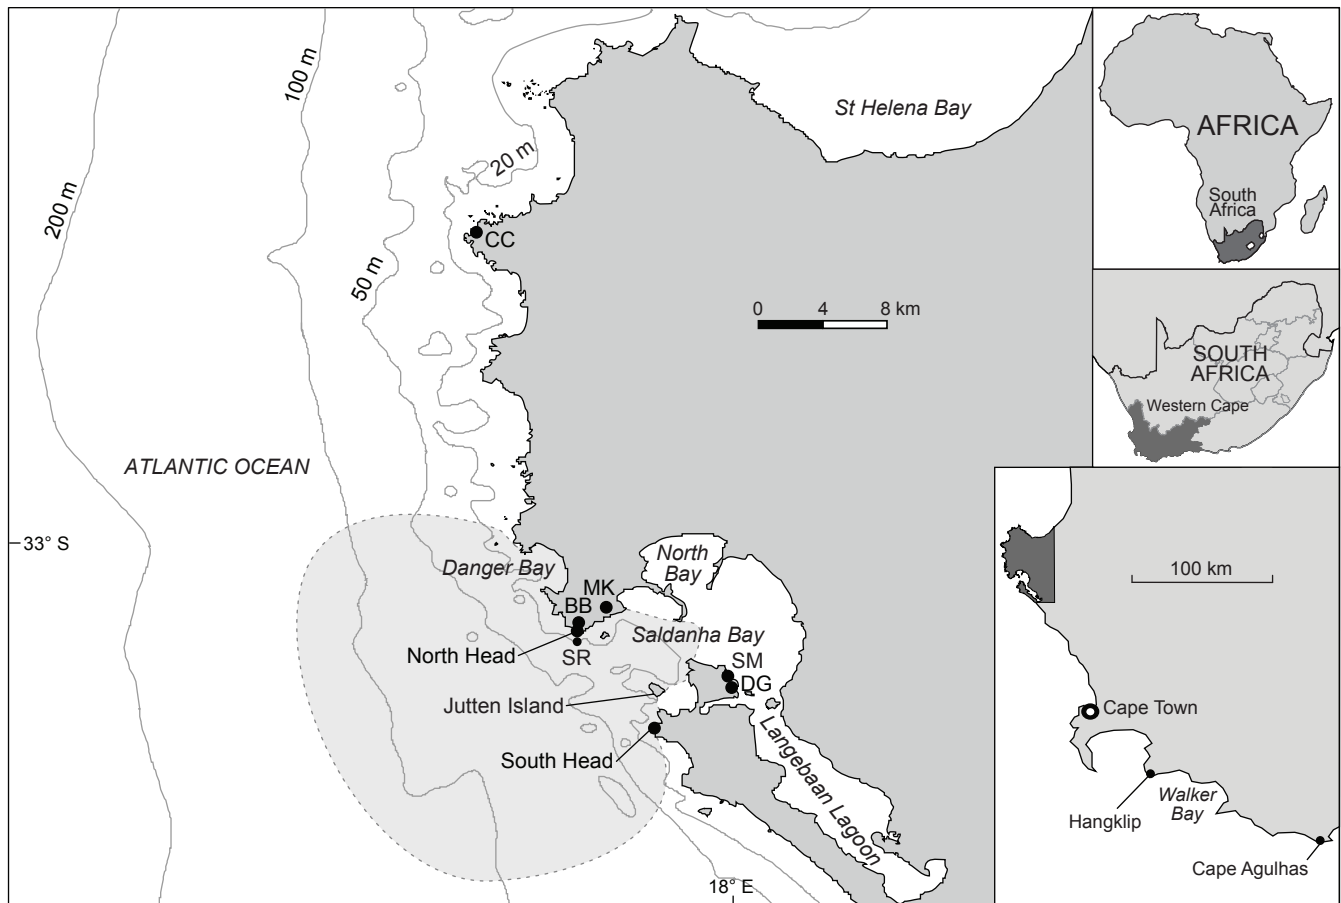 100 m
St Helena Bay
AFRICA
20 m
200 m
South
Africa
CC
50 m
0 4 8 km
SOUTH
AFRICA
Western Cape
ATLANTIC OCEAN
33° S
North
Bay
Danger Bay
100 km
MK
BB
Saldanha Bay
North Head
SR
SM
DG
Jutten Island
Cape Town
South Head
Langebaan Lagoon
Walker
Bay
Hangklip
Cape Agulhas
18° E